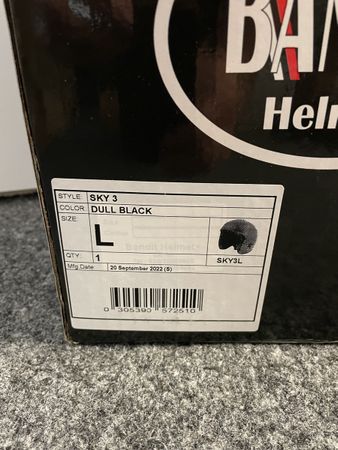 BAN
Helm
STYLE: SKY 3
COLOR: DULL BLACK
SIZE: L
Bandit Helmets
SKY3L
QTY: 1
Mfg.Date: 20 September 2022 (S)
0 305393 572510